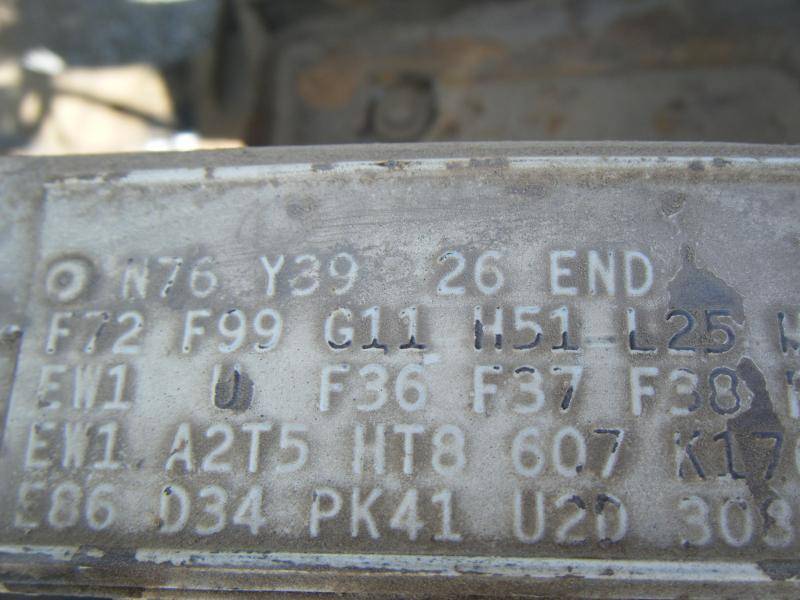 N76 Y39 26 END
F72 F99 G11 H51 L25
EW1 U F36 F37 F38
EW1 A2T5 HT8 607
E86 D34 PK41 U2D